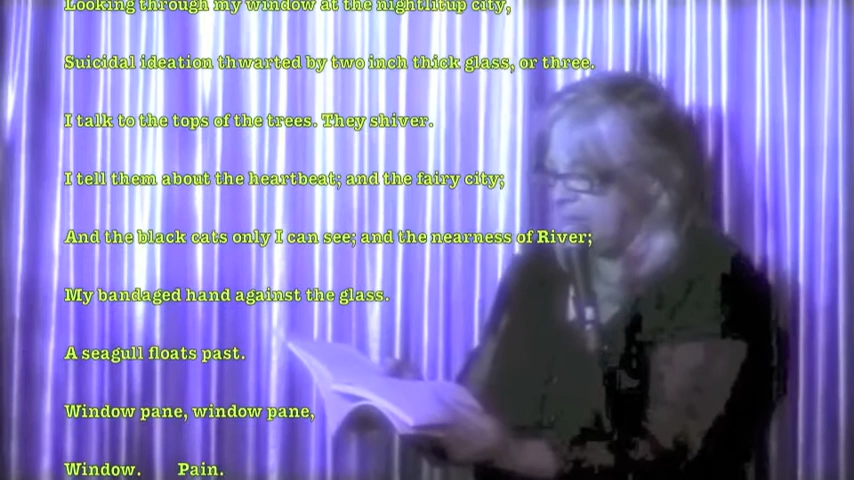 Looking through my window at the nightlitup city,
Suicidal ideation thwarted by two inch thick glass, or three.
I talk to the tops of the trees. They shiver.
I tell them about the heartbeat; and the fairy city;
And the black cats only I can see; and the nearness of River;
My bandaged hand against the glass.
A seagull floats past.
Window pane, window pane,
Window. Pain.